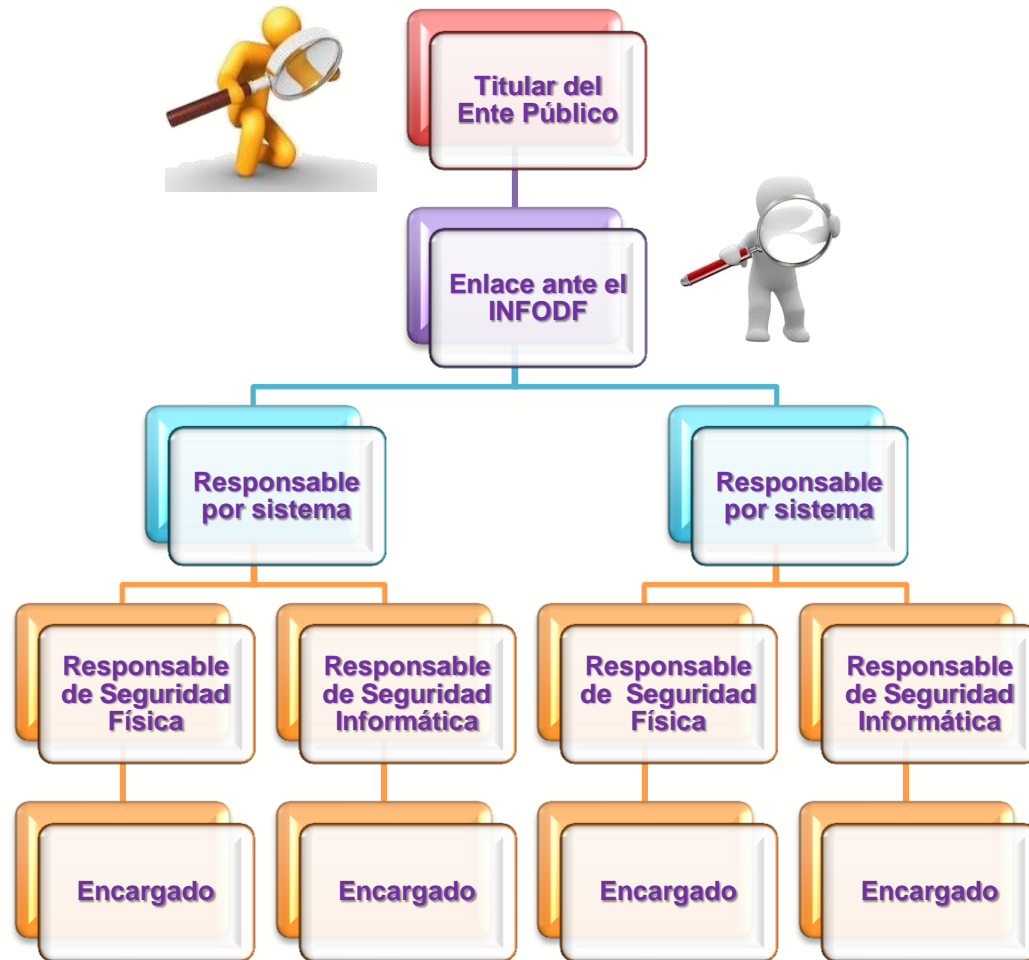 Titular del
Ente Público
Enlace ante el
INFODF
Responsable
por sistema
Responsable
por sistema
Responsable
de Seguridad
Física
Responsable
de Seguridad
Informática
Responsable
de Seguridad
Física
Responsable
de Seguridad
Informática
Encargado
Encargado
Encargado
Encargado